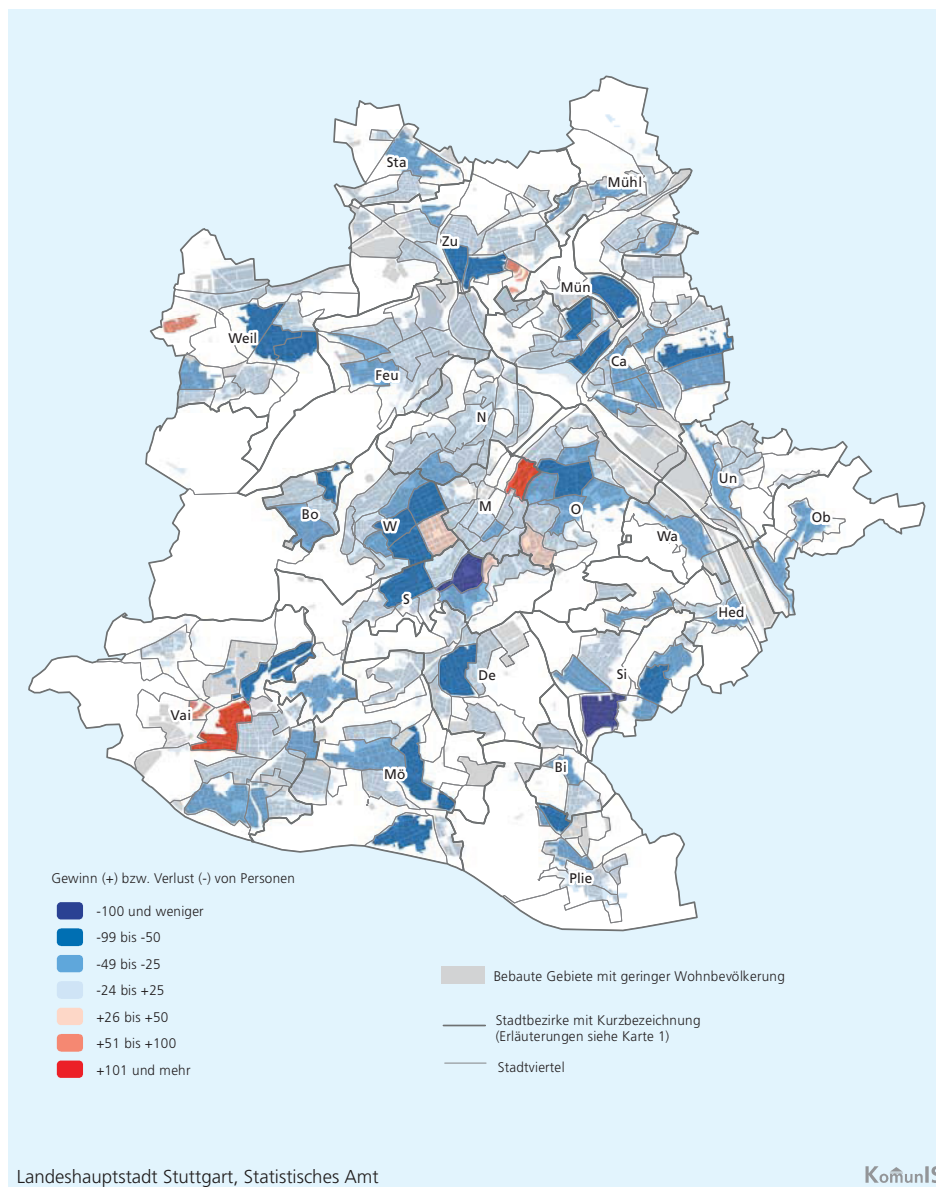 Sta
Mühl
Zu
Mün
Weil
Ca
Feu
N
Un
M
Bo
O
Ob
W
Wa
S
Hed
De
Si
Vai
Bi
Mö
Plie
Gewinn (+) bzw. Verlust (-) von Personen
-100 und weniger
-99 bis -50
-49 bis -25
-24 bis +25
+26 bis +50
+51 bis +100
+101 und mehr
Bebaute Gebiete mit geringer Wohnbevölkerung
Stadtbezirke mit Kurzbezeichnung
(Erläuterungen siehe Karte 1)
Stadtviertel
Landeshauptstadt Stuttgart, Statistisches Amt
KomunIS